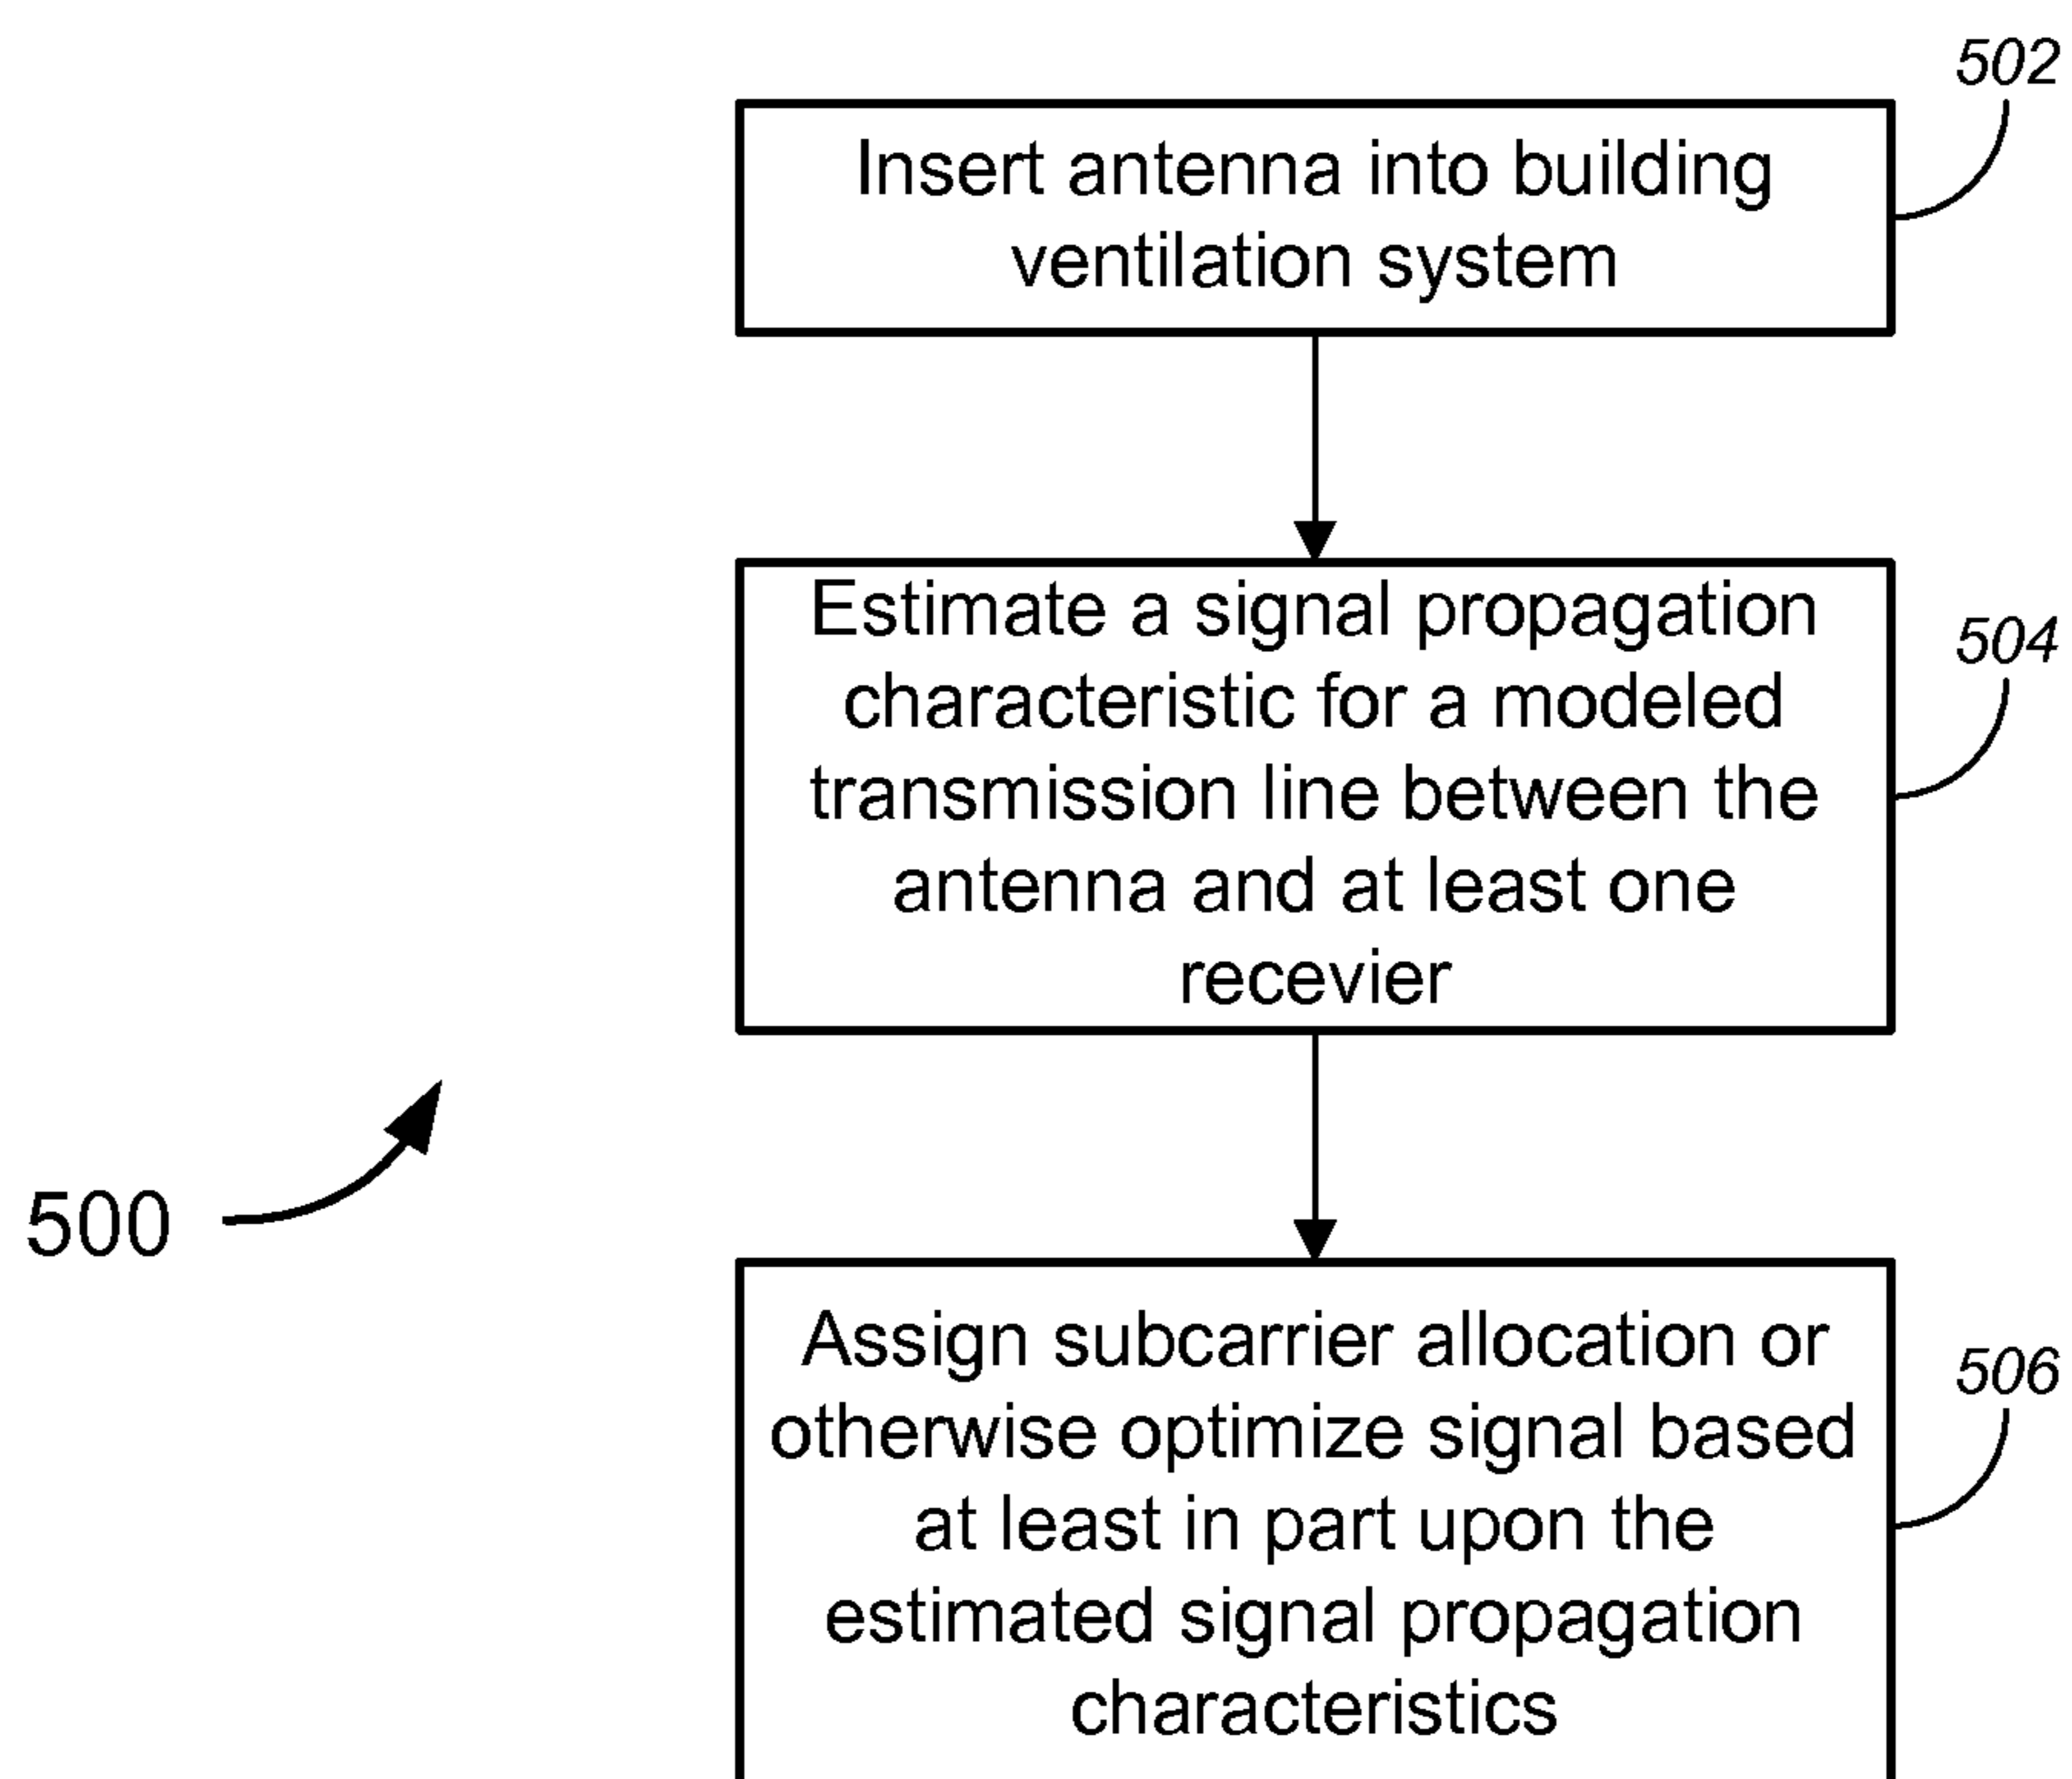 502
Insert antenna into building
ventilation system
Estimate a signal propagation
characteristic for a modeled
transmission line between the
antenna and at least one
recevier
504
500
Assign subcarrier allocation or
otherwise optimize signal based
at least in part upon the
estimated signal propagation
characteristics
506